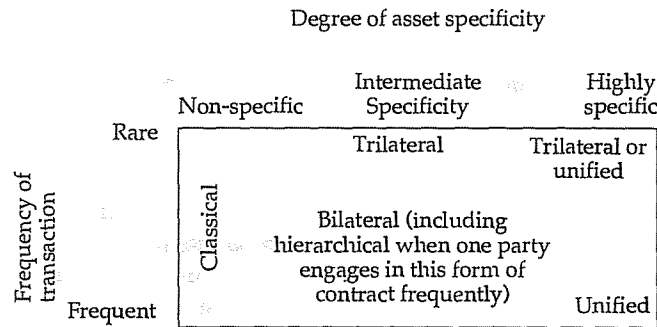 Degree of asset specificity
Intermediate Highly
Non-specific Specificity specific
Rare
Trilateral Trilateral or
unified
Frequency of
transaction
Classical
Bilateral (including
hierarchical when one party
engages in this form of
contract frequently)
Frequent Unified